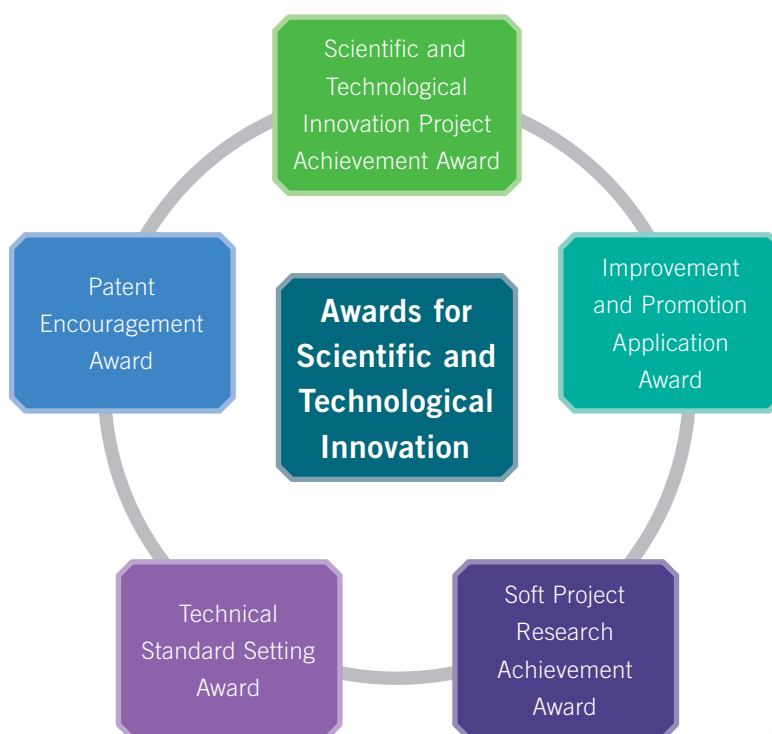 Scientific and
Technological
Innovation Project
Achievement Award
Patent
Encouragement
Award
Awards for
Scientific and
Technological
Innovation
Improvement
and Promotion
Application
Award
Technical
Standard Setting
Award
Soft Project
Research
Achievement
Award